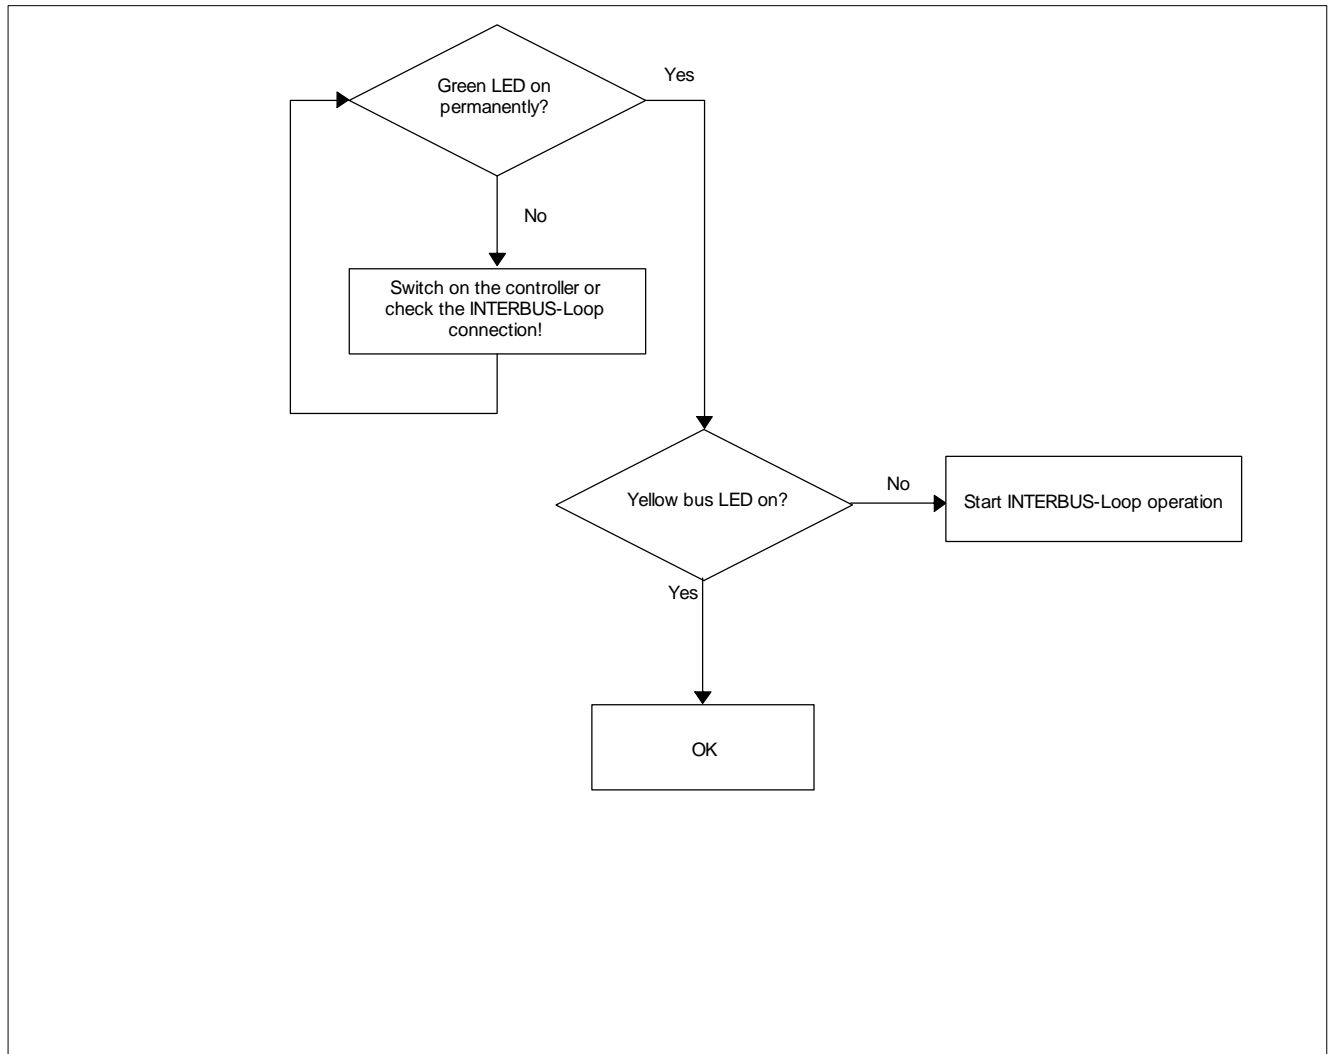 Green LED on
permanently?
Yes
No
Switch on the controller or
check the INTERBUS-Loop
connection!
Yellow bus LED on?
No
Start INTERBUS-Loop operation
Yes
OK